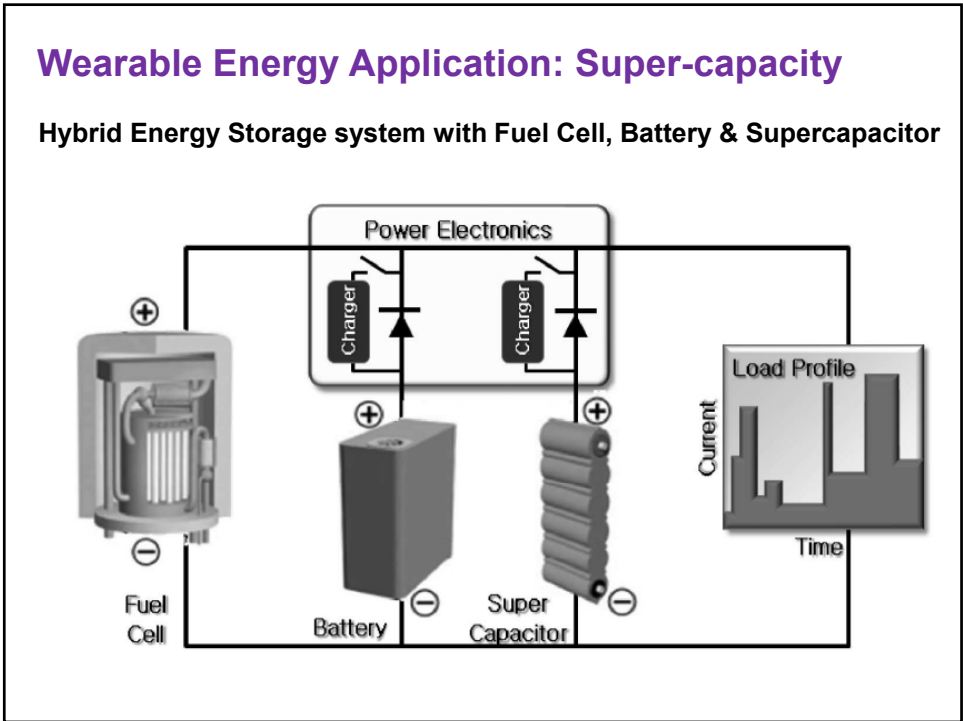 Wearable Energy Application: Super-capacity
Hybrid Energy Storage system with Fuel Cell, Battery & Supercapacitor
Power Electronics
Charger
Charger
+
+
+
Load Profile
Current
Time
−
−
−
Fuel
Cell
Battery
Super
Capacitor